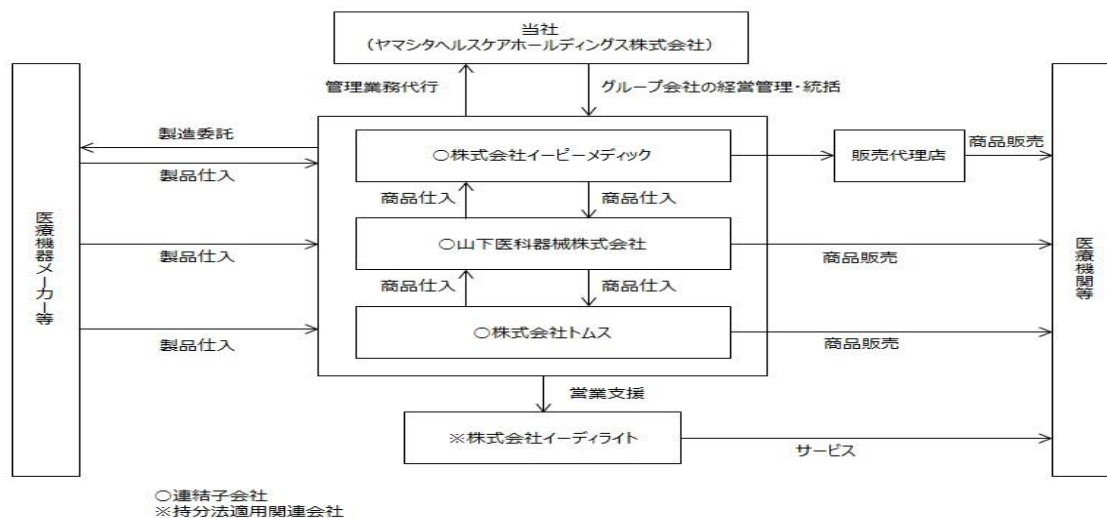 当社
(ヤマシタヘルスケアホールディングス株式会社)
管理業務代行
グループ会社の経営管理・統括
製造委託
製品仕入
○株式会社イーピーメディック
販売代理店
商品販売
商品仕入
商品仕入
医療機器メーカー等
製品仕入
○山下医科器械株式会社
商品販売
医療機関等
商品仕入
商品仕入
製品仕入
○株式会社トムス
商品販売
営業支援
※株式会社イーディライト
サービス
○連結子会社
※持分法適用関連会社